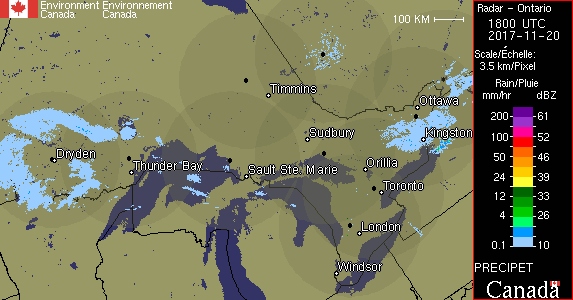 Environment Environnement
Canada Canada
100 KM
Timmins
Ottawa
Sudbury
Kingston
Dryden
Thunder Bay
Sault Ste. Marie
Orillia
Toronto
London
Windsor
Radar - Ontario
1800 UTC
2017-11-20
Scale/Échelle:
3.5 km/Pixel
Rain/Pluie
mm/hr dBZ
200 61
100 52
50 46
24 39
12 33
4 26
0.1 10
PRECIPET
Canada